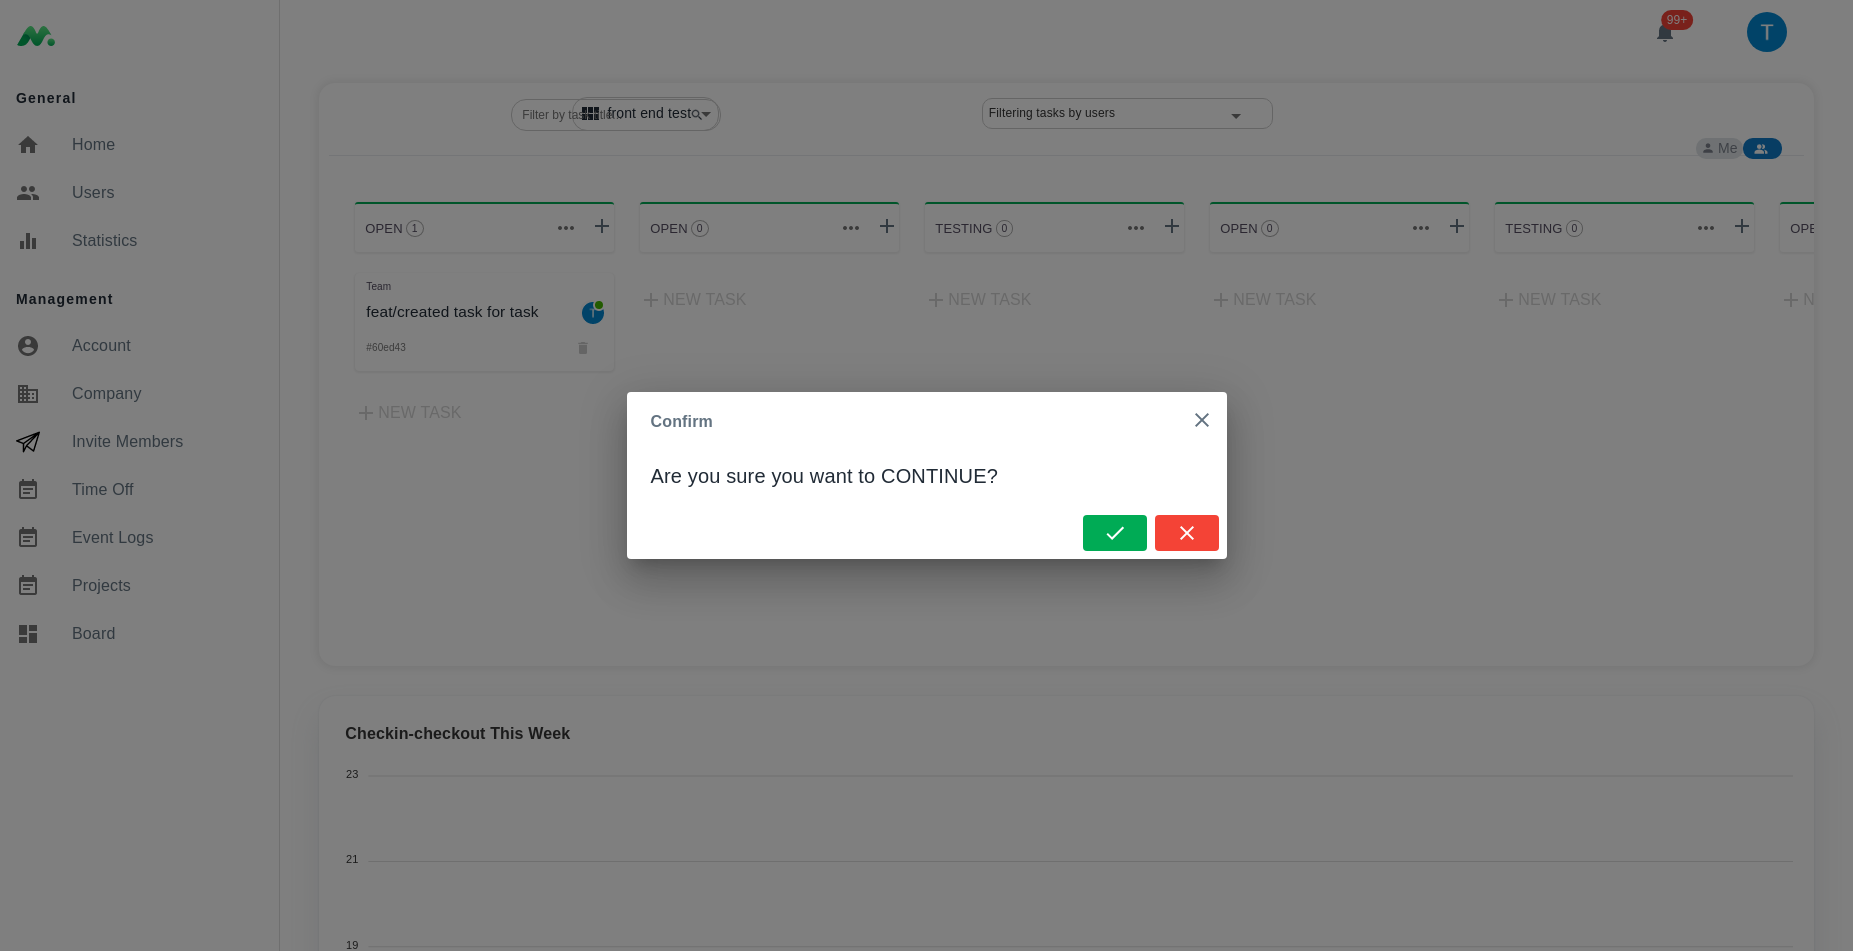 99+
T
General
Home
Users
Statistics
Management
Account
Company
Invite Members
Time Off
Event Logs
Projects
Board
Filter by task title..
front end test
Filtering tasks by users
Me
OPEN 1
OPEN 0
TESTING 0
OPEN 0
TESTING 0
OPE
Team
feat/created task for task
T
#60ed43
NEW TASK
NEW TASK
NEW TASK
NEW TASK
NEW TASK
N
Confirm
Are you sure you want to CONTINUE?
Checkin-checkout This Week
23
21
19